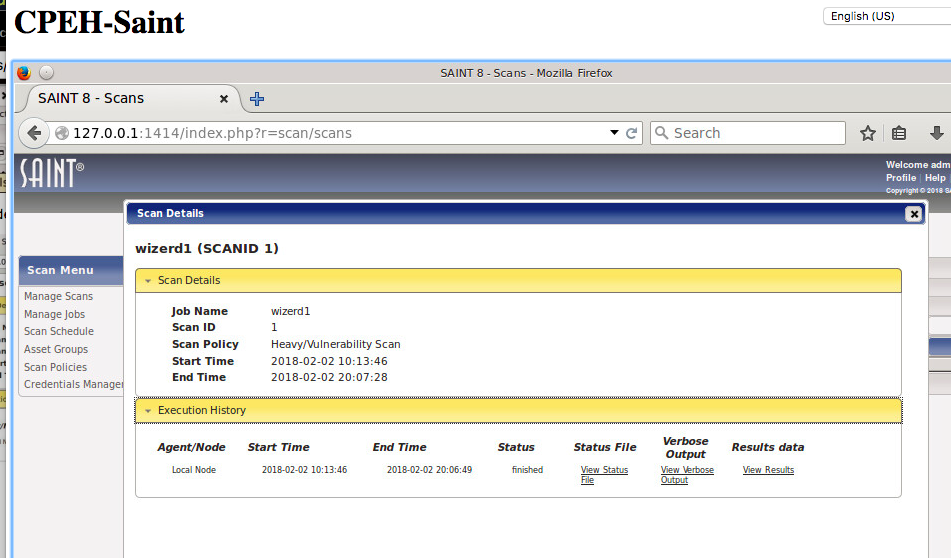 CPEH-Saint
English (US)
SAINT 8 - Scans - Mozilla Firefox
SAINT 8 - Scans
127.0.0.1:1414/index.php?r=scan/scans
Search
SAINT®
Welcome adm
Profile | Help
Copyright © 2018 SA
Scan Details
wizerd1 (SCANID 1)
Scan Menu
Manage Scans
Manage Jobs
Scan Schedule
Asset Groups
Scan Policies
Credentials Manager
Scan Details
Job Name wizerd1
Scan ID 1
Scan Policy Heavy/Vulnerability Scan
Start Time 2018-02-02 10:13:46
End Time 2018-02-02 20:07:28
Execution History
Agent/Node Start Time End Time Status Status File Verbose Output Results data
Local Node 2018-02-02 10:13:46 2018-02-02 20:06:49 finished View Status File View Verbose Output View Results